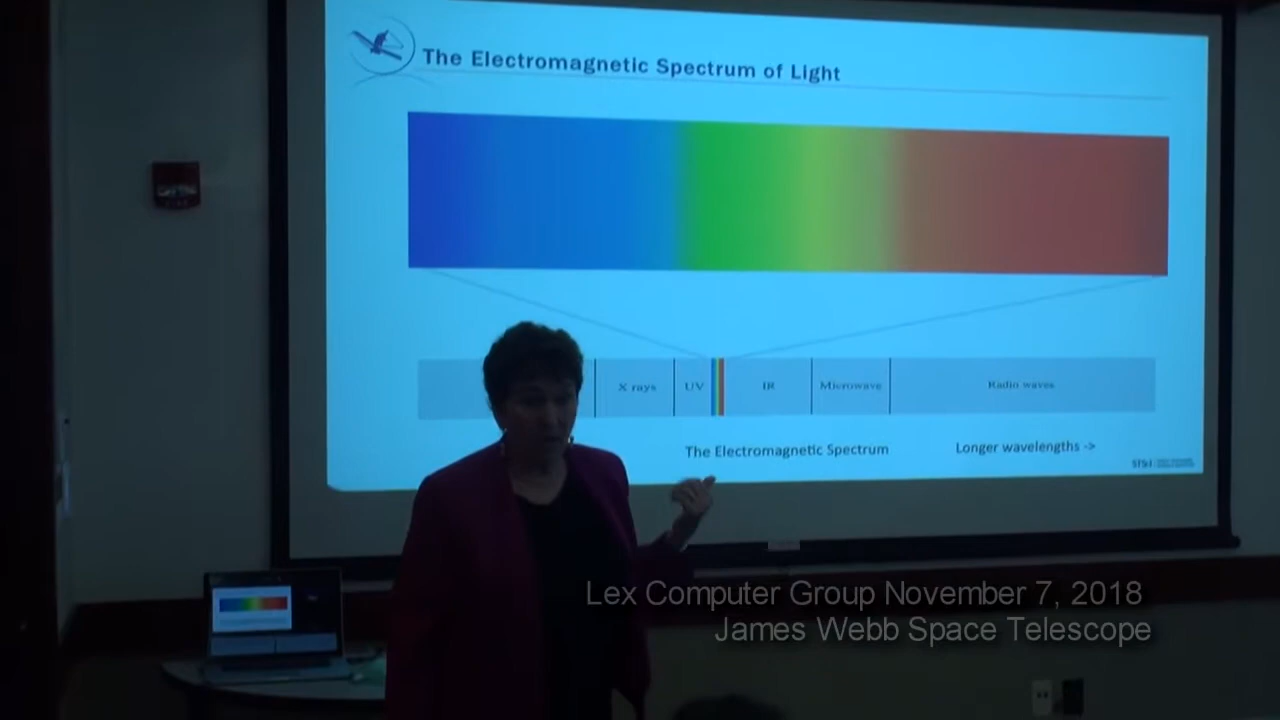 The Electromagnetic Spectrum of Light
X rays
UV
IR
Microwave
Radio waves
The Electromagnetic Spectrum
Longer wavelengths ->
STScI
Lex Computer Group November 7, 2018
James Webb Space Telescope